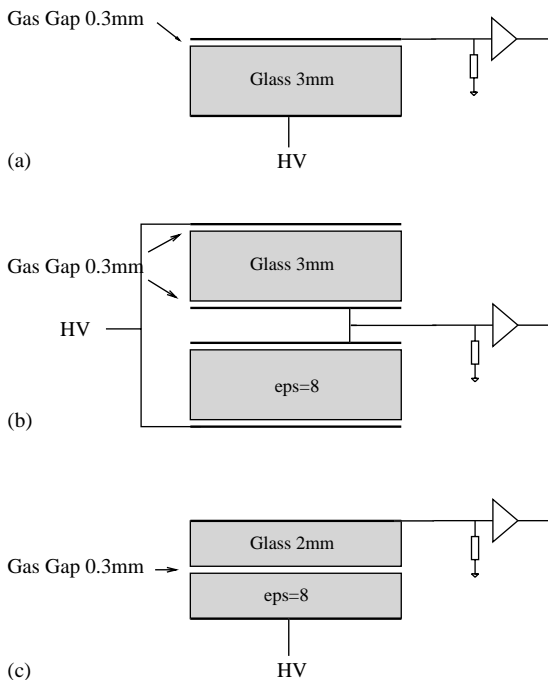 Gas Gap 0.3mm
Glass 3mm
HV
(a)
Gas Gap 0.3mm
Glass 3mm
HV
eps=8
(b)
Glass 2mm
Gas Gap 0.3mm
eps=8
HV
(c)